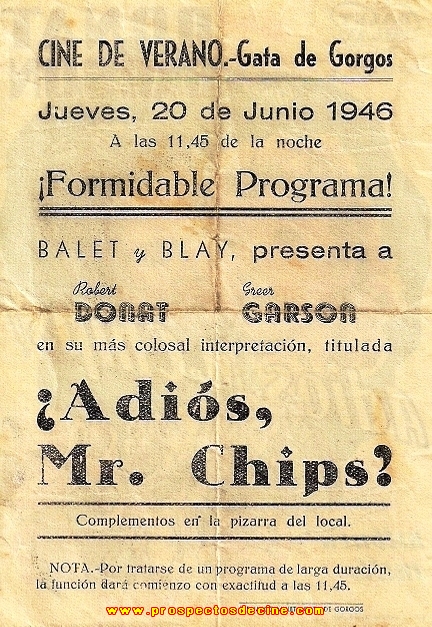 CINE DE VERANO.-Gata de Gorgos
Jueves, 20 de Junio 1946
A las 11,45 de la noche
¡Formidable Programa!
BALET y BLAY, presenta a
Robert Greer
DONAT GARSON
en su más colosal interpretación, titulada
¿Adiós,
Mr. Chips?
Complementos en la pizarra del local.
NOTA.-Por tratarse de un programa de larga duración,
la función dará comienzo con exactitud a las 11,45.
DE GORGOS
www.prospectosdecine.com